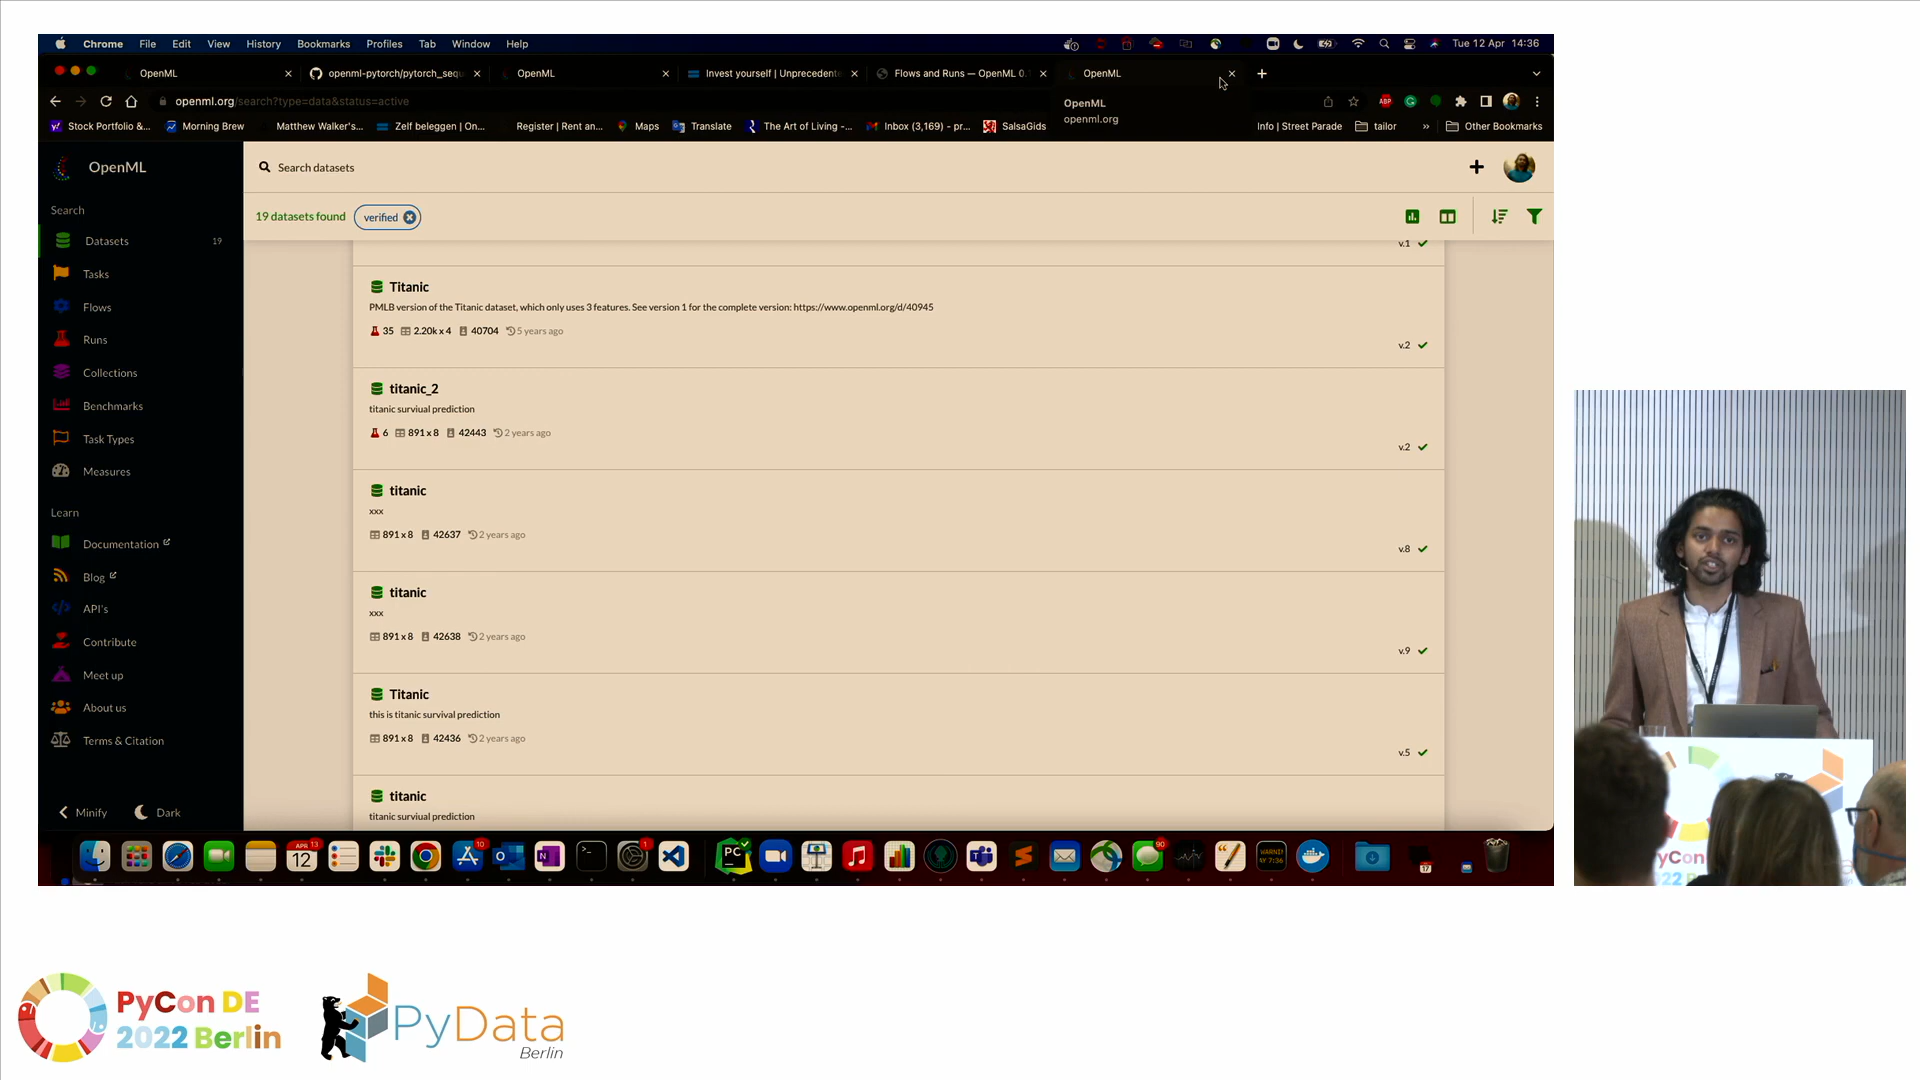 Chrome File Edit View History Bookmarks Profiles Tab Window Help Tue 12 Apr 14:36
OpenML openml-pytorch/pytorch_sequ OpenML Invest yourself | Unprecedente Flows and Runs — OpenML 0. OpenML
openml.org/search?type=data&status=active
OpenML
openml.org
Stock Portfolio &... Morning Brew Matthew Walker's... Zelf beleggen | On... Register | Rent an... Maps Translate The Art of Living -... Inbox (3,169) - pr... SalsaGids Info | Street Parade tailor » Other Bookmarks
OpenML
Search datasets
Search
19 datasets found verified
Datasets 19
Tasks
Flows
Runs
Collections
Benchmarks
Task Types
Measures
Learn
Documentation
Blog
API's
Contribute
Meet up
About us
Terms & Citation
Minify Dark
v.1
Titanic
PMLB version of the Titanic dataset, which only uses 3 features. See version 1 for the complete version: https://www.openml.org/d/40945
35 2.20k x 4 40704 5 years ago
v.2
titanic_2
titanic surviual prediction
6 891 x 8 42443 2 years ago
v.2
titanic
xxx
891 x 8 42637 2 years ago
v.8
titanic
xxx
891 x 8 42638 2 years ago
v.9
Titanic
this is titanic survival prediction
891 x 8 42436 2 years ago
v.5
titanic
titanic surviual prediction
PyCon DE
2022 Berlin
PyData
Berlin